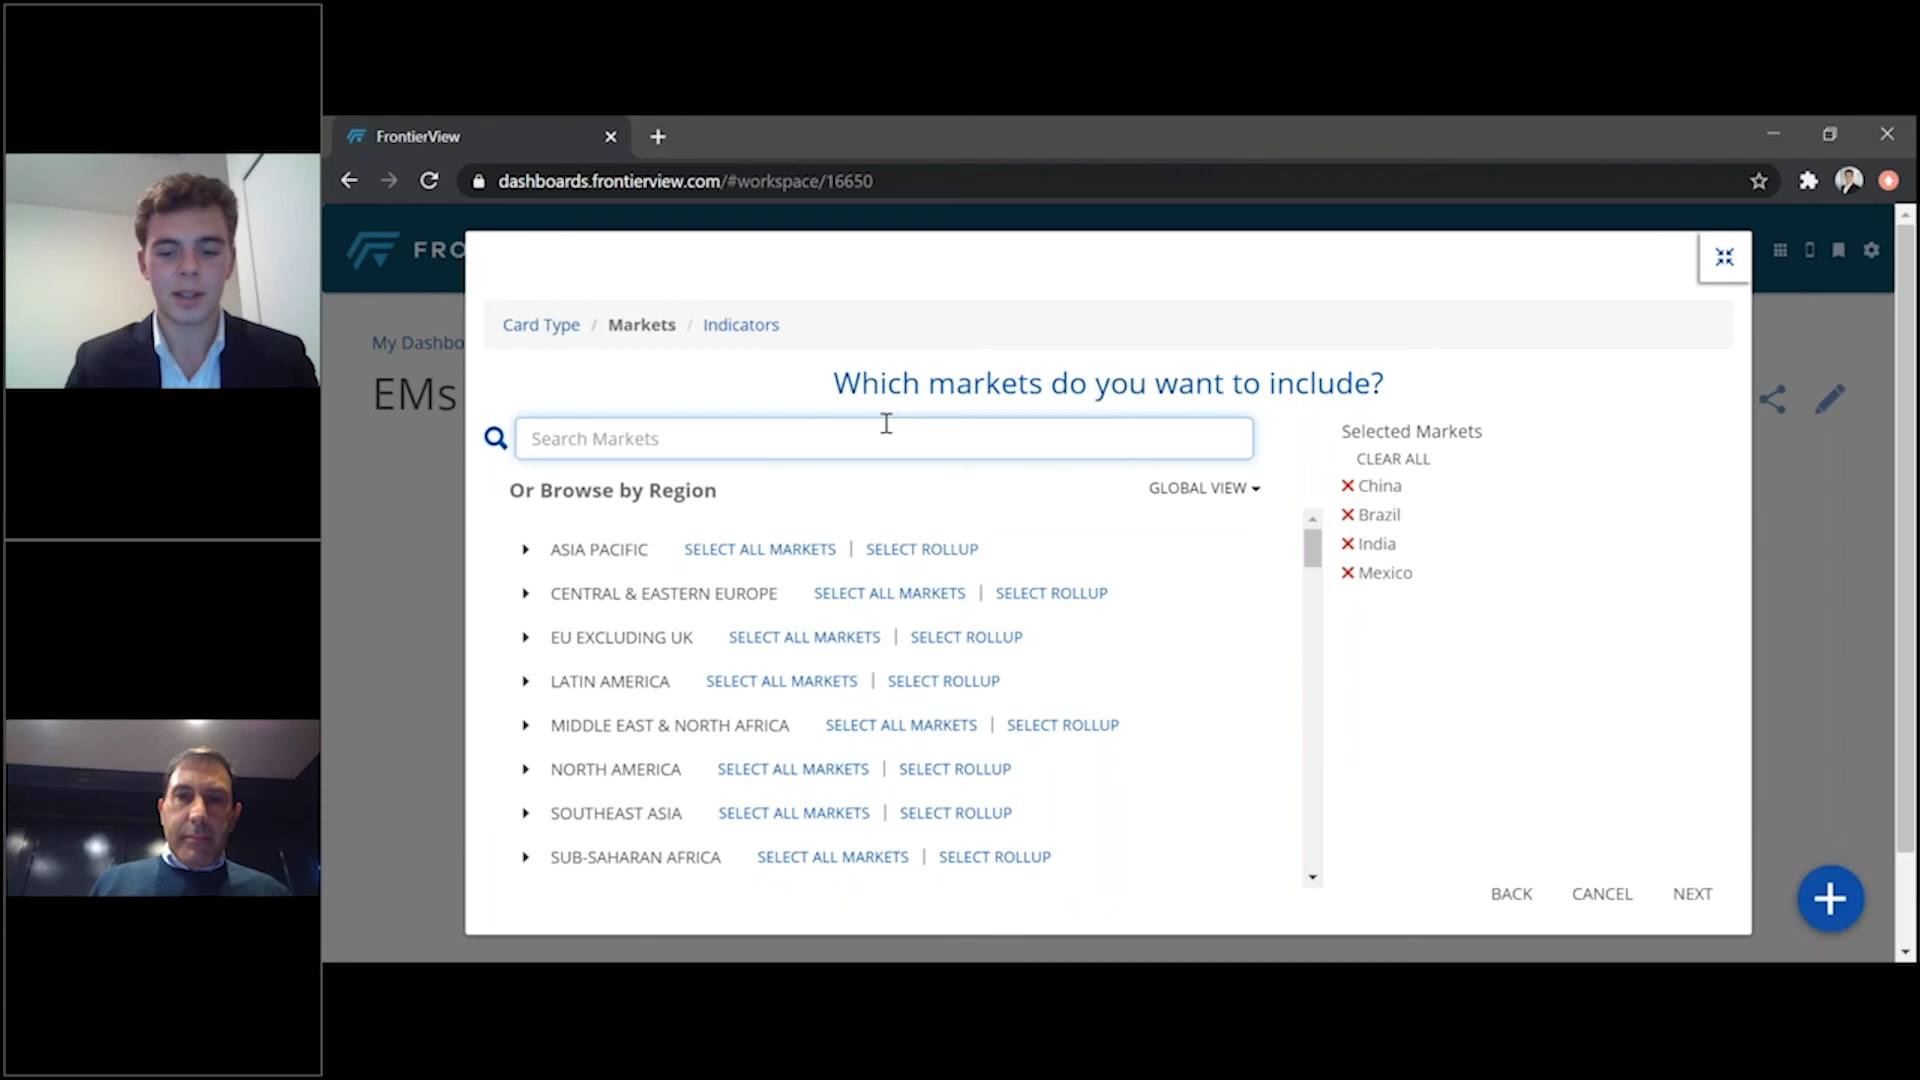 FrontierView
dashboards.frontierview.com/#workspace/16650
FRO
My Dashbo
EMs
Card Type / Markets / Indicators
Which markets do you want to include?
Search Markets
Or Browse by Region
GLOBAL VIEW
ASIA PACIFIC SELECT ALL MARKETS | SELECT ROLLUP
CENTRAL & EASTERN EUROPE SELECT ALL MARKETS | SELECT ROLLUP
EU EXCLUDING UK SELECT ALL MARKETS | SELECT ROLLUP
LATIN AMERICA SELECT ALL MARKETS | SELECT ROLLUP
MIDDLE EAST & NORTH AFRICA SELECT ALL MARKETS | SELECT ROLLUP
NORTH AMERICA SELECT ALL MARKETS | SELECT ROLLUP
SOUTHEAST ASIA SELECT ALL MARKETS | SELECT ROLLUP
SUB-SAHARAN AFRICA SELECT ALL MARKETS | SELECT ROLLUP
Selected Markets
CLEAR ALL
China
Brazil
India
Mexico
BACK CANCEL NEXT